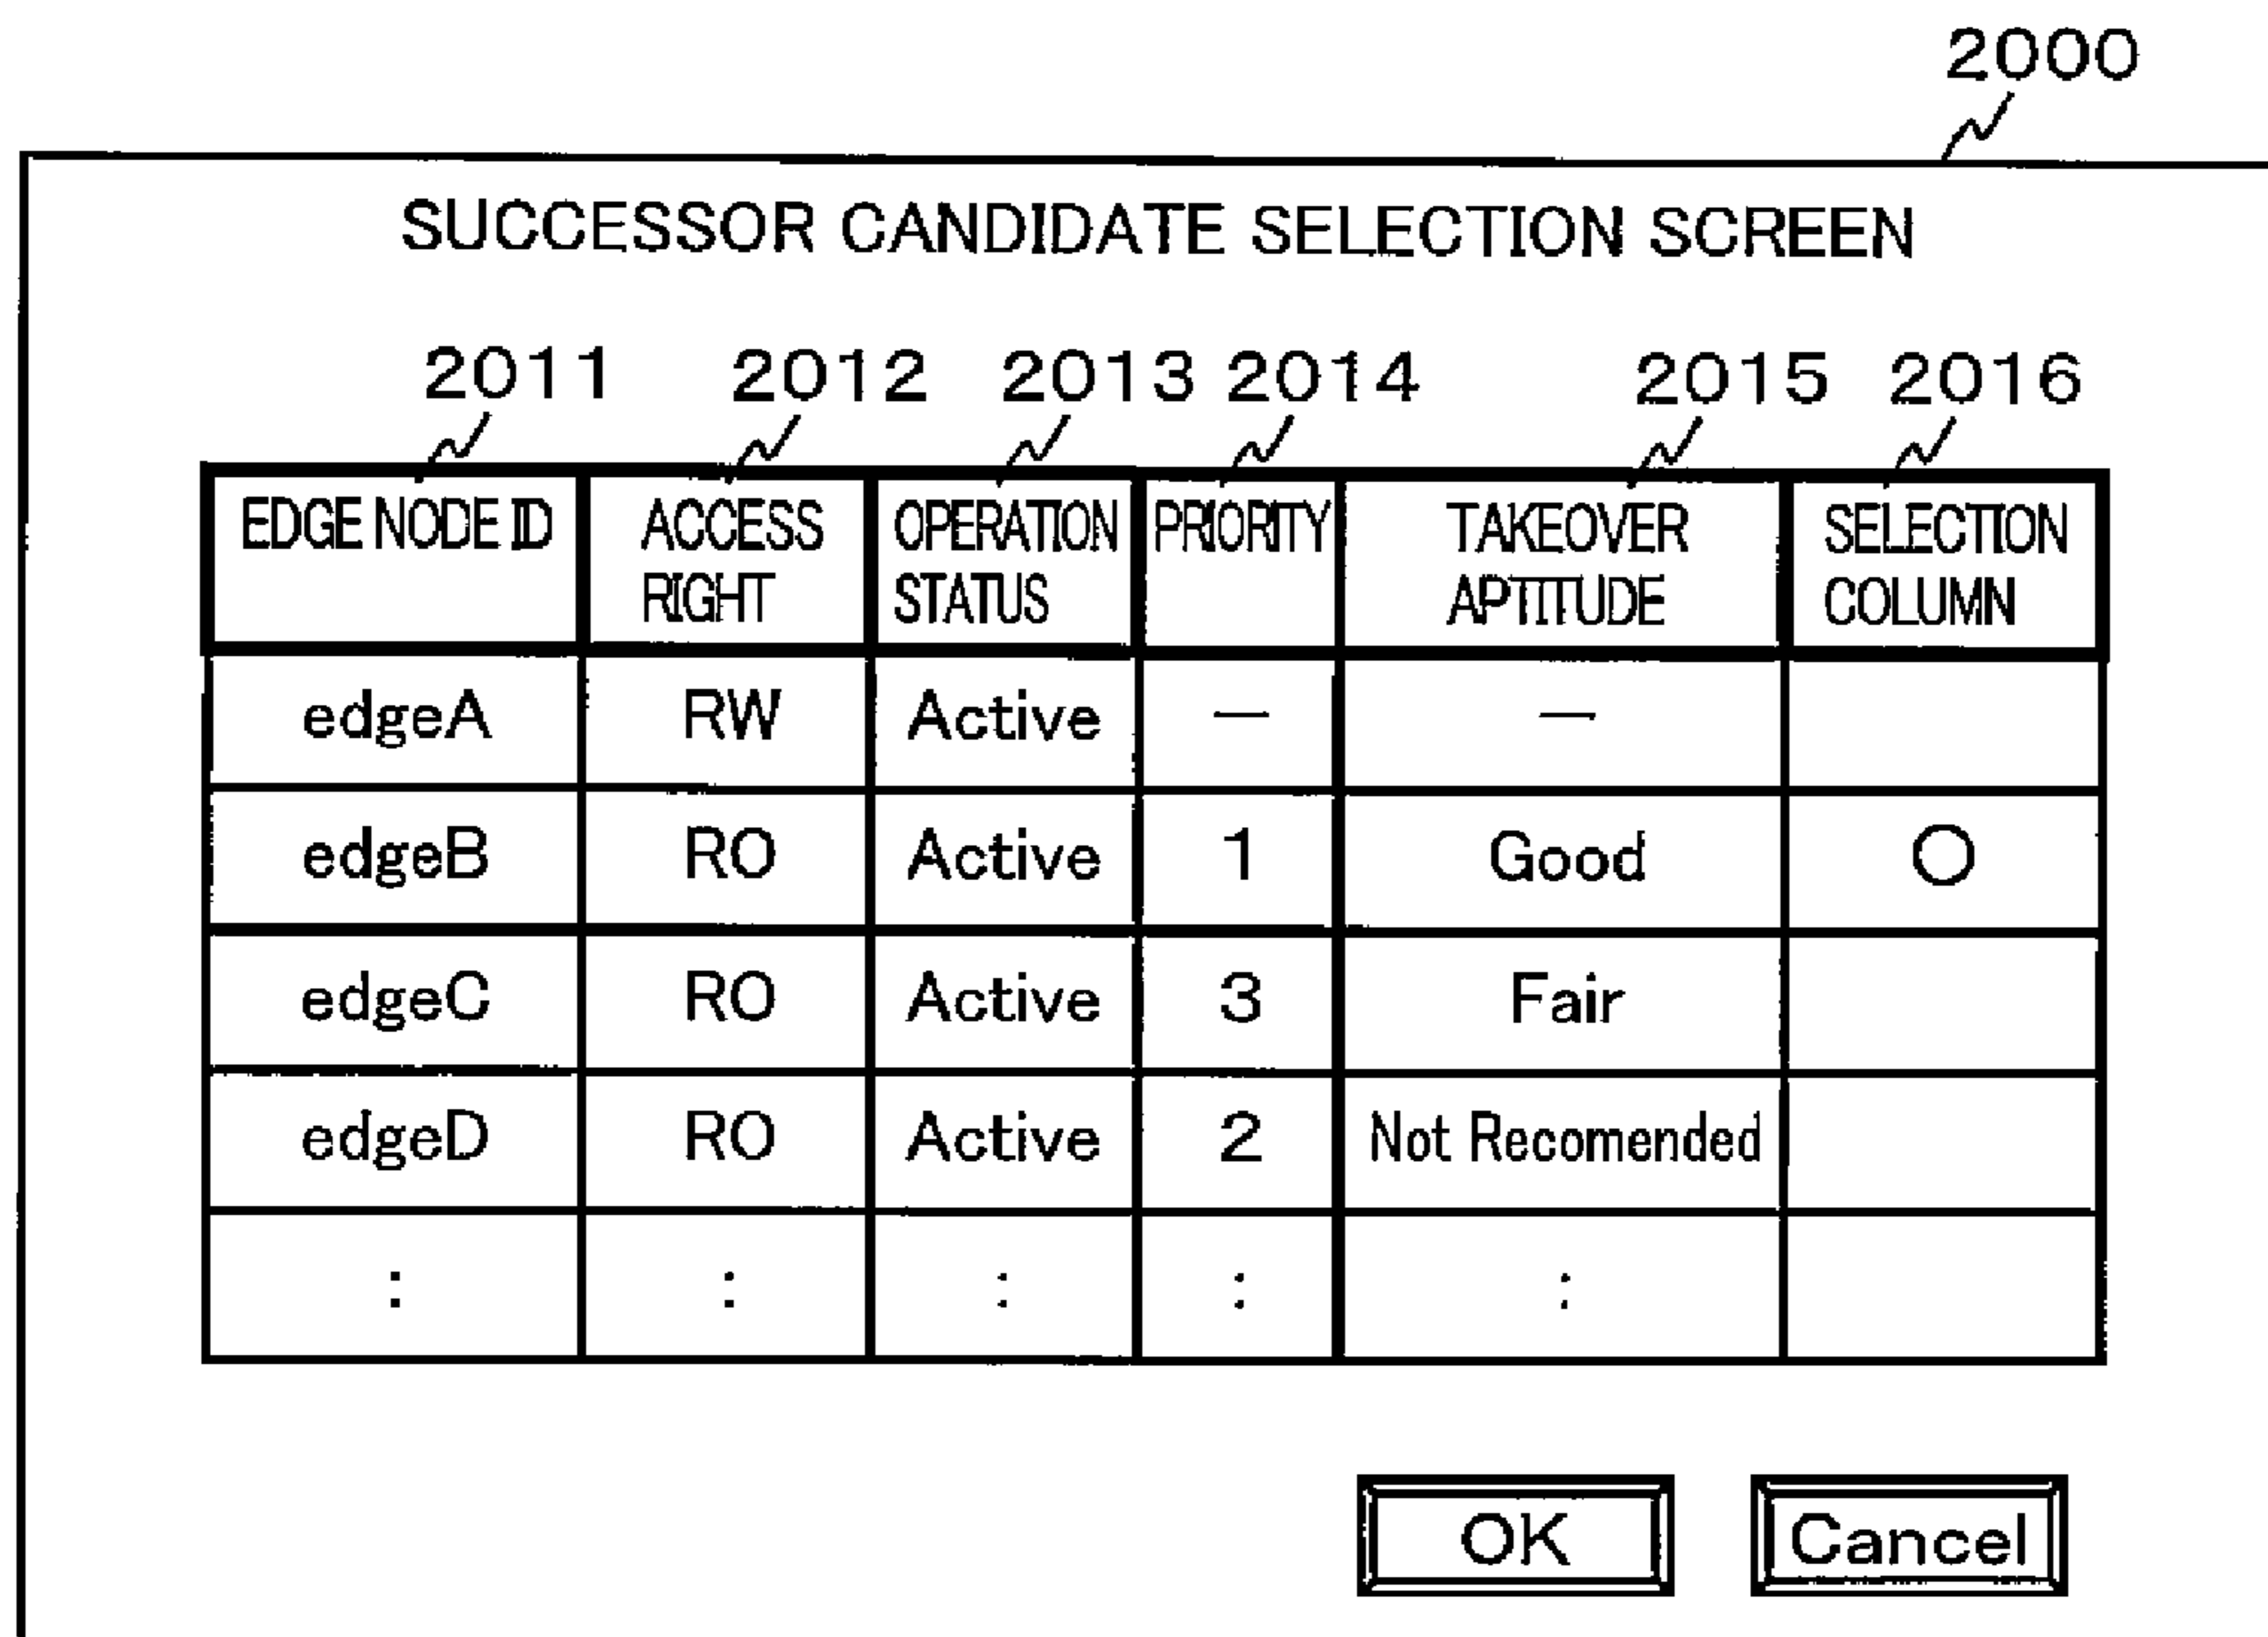 2000
SUCCESSOR CANDIDATE SELECTION SCREEN
2011 2012 2013 2014 2015 2016
EDGE NODE ID ACCESS RIGHT OPERATION STATUS PRIORITY TAKEOVER APTITUDE SELECTION COLUMN
edgeA RW Active — —
edgeB RO Active 1 Good ○
edgeC RO Active 3 Fair
edgeD RO Active 2 Not Recomended
: : : : :
OK Cancel